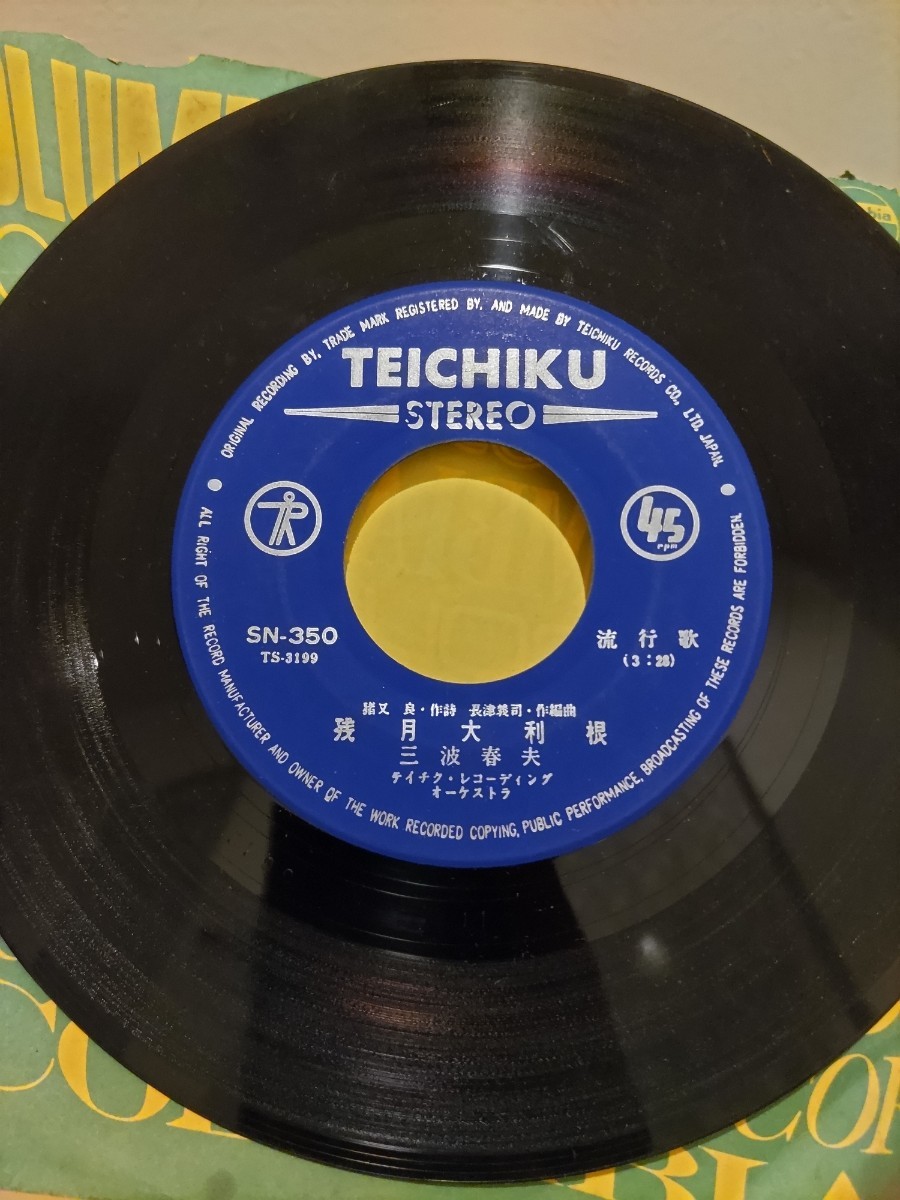 ORIGINAL RECORDING BY, TRADE MARK REGISTERED BY, AND MADE BY TEICHIKU RECORDS CO., LTD. JAPAN.
TEICHIKU
STEREO
45
rpm
SN-350
TS-3199
流行歌
(3:28)
猪又 良・作詩 長津義司・作編曲
残月大利根
三波春夫
テイチク・レコーディング
オーケストラ
ALL RIGHT OF THE RECORD MANUFACTURER AND OWNER OF THE WORK RECORDED COPYING, PUBLIC PERFORMANCE, BROADCASTING OF THESE RECORDS ARE FORBIDDEN.